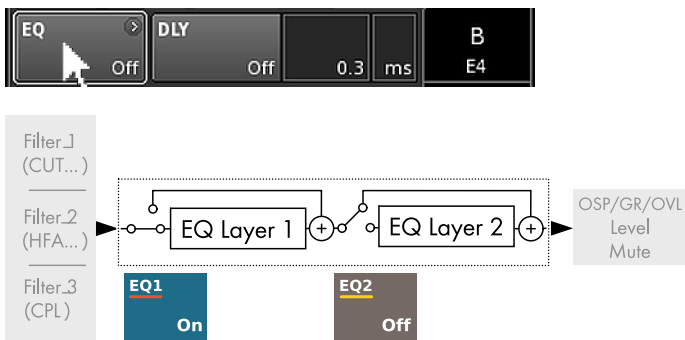 EQ
Off
DLY
Off
0.3
ms
B
E4
Filter_1
(CUT...)
Filter_2
(HFA...)
Filter_3
(CPL)
EQ Layer 1
EQ Layer 2
OSP/GR/OVL
Level
Mute
EQ1
On
EQ2
Off